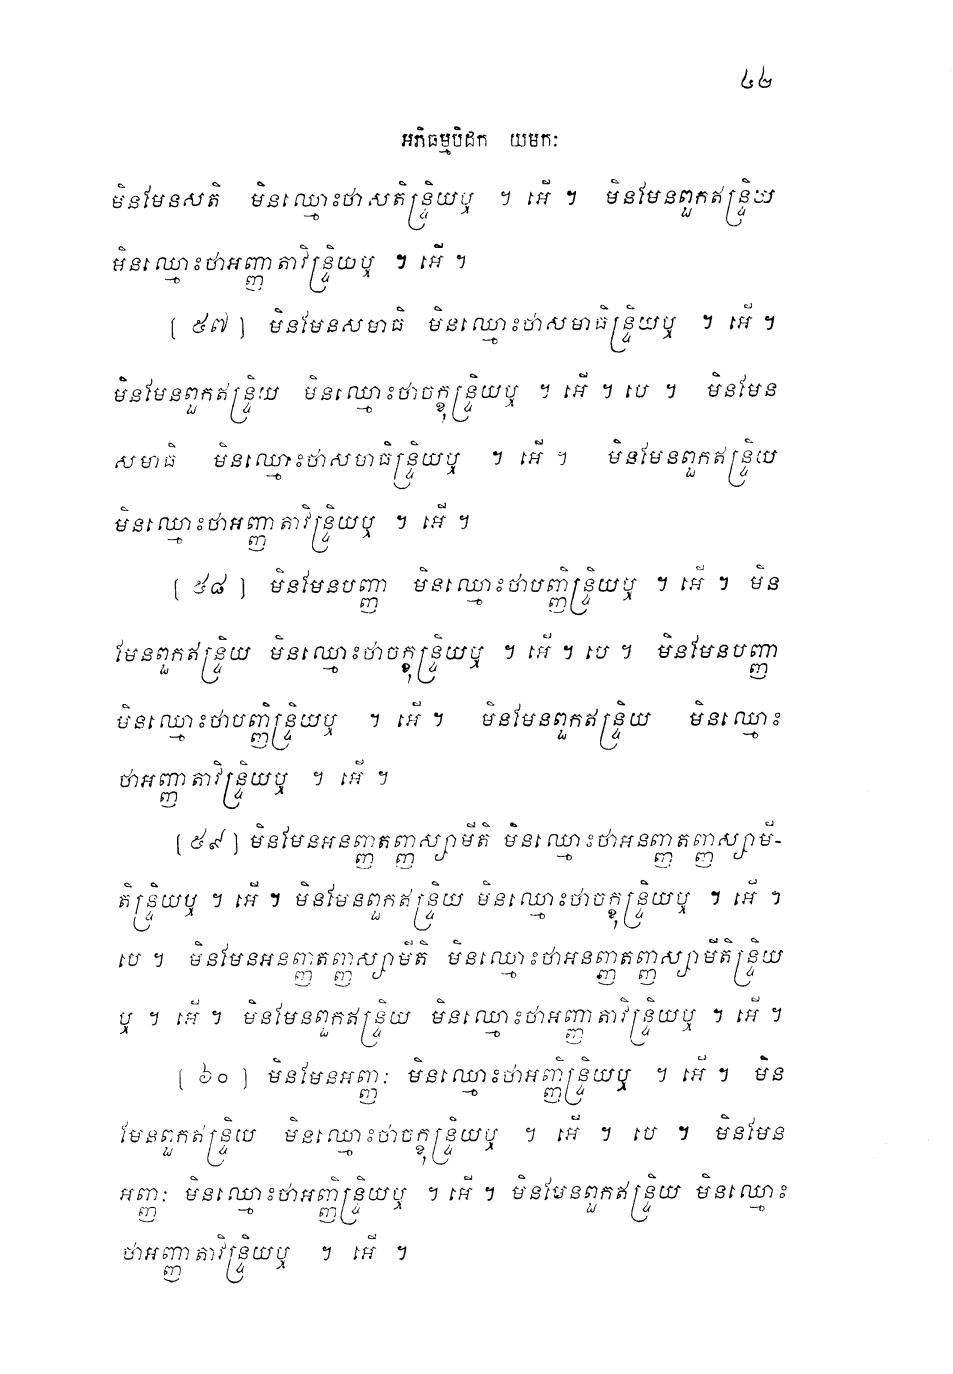 ៤២
អភិធម្មបិដក យមកៈ
មិនមែនសតិ មិនឈ្មោះថាសតិន្ទ្រិយឬ ។ អើ ។ មិនមែនពួកឥន្ទ្រិយ
មិនឈ្មោះថាអញ្ញាតាវិន្ទ្រិយឬ ។ អើ ។
[ ៥៧ ] មិនមែនសមាធិ មិនឈ្មោះថាសមាធិន្ទ្រិយឬ ។ អើ ។
មិនមែនពួកឥន្ទ្រិយ មិនឈ្មោះថាចក្ខុន្ទ្រិយឬ ។ អើ ។ បេ ។ មិនមែន
សមាធិ មិនឈ្មោះថាសមាធិន្ទ្រិយឬ ។ អើ ។ មិនមែនពួកឥន្ទ្រិយ
មិនឈ្មោះថាអញ្ញាតាវិន្ទ្រិយឬ ។ អើ ។
[ ៥៨ ] មិនមែនបញ្ញា មិនឈ្មោះថាបញ្ញិន្ទ្រិយឬ ។ អើ ។ មិន
មែនពួកឥន្ទ្រិយ មិនឈ្មោះថាចក្ខុន្ទ្រិយឬ ។ អើ ។ បេ ។ មិនមែនបញ្ញា
មិនឈ្មោះថាបញ្ញិន្ទ្រិយឬ ។ អើ ។ មិនមែនពួកឥន្ទ្រិយ មិនឈ្មោះ
ថាអញ្ញាតាវិន្ទ្រិយឬ ។ អើ ។
[ ៥៩ ] មិនមែនអនញ្ញាតញ្ញាស្សាមីតិ មិនឈ្មោះថាអនញ្ញាតញ្ញាស្សាមី-
តិន្ទ្រិយឬ ។ អើ ។ មិនមែនពួកឥន្ទ្រិយ មិនឈ្មោះថាចក្ខុន្ទ្រិយឬ ។ អើ ។
បេ ។ មិនមែនអនញ្ញាតញ្ញាស្សាមីតិ មិនឈ្មោះថាអនញ្ញាតញ្ញាស្សាមីតិន្ទ្រិយ
ឬ ។ អើ ។ មិនមែនពួកឥន្ទ្រិយ មិនឈ្មោះថាអញ្ញាតាវិន្ទ្រិយឬ ។ អើ ។
[ ៦០ ] មិនមែនអញ្ញៈ មិនឈ្មោះថាអញ្ញិន្ទ្រិយឬ ។ អើ ។ មិន
មែនពួកឥន្ទ្រិយ មិនឈ្មោះថាចក្ខុន្ទ្រិយឬ ។ អើ ។ បេ ។ មិនមែន
អញ្ញៈ មិនឈ្មោះថាអញ្ញិន្ទ្រិយឬ ។ អើ ។ មិនមែនពួកឥន្ទ្រិយ មិនឈ្មោះ
ថាអញ្ញាតាវិន្ទ្រិយឬ ។ អើ ។